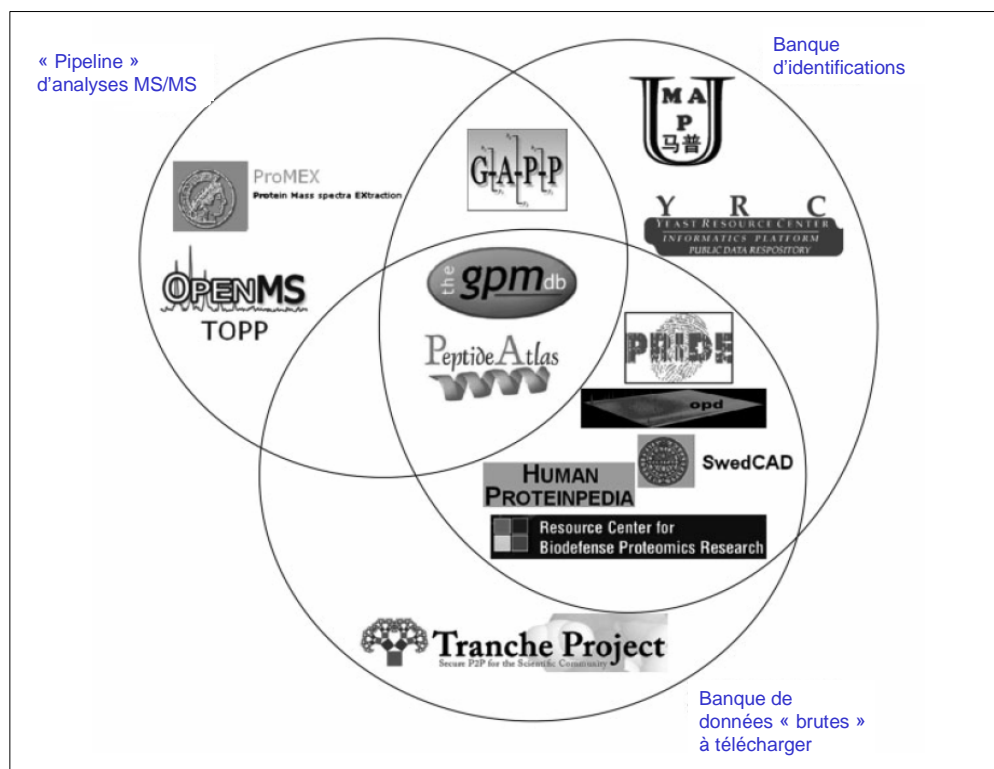 « Pipeline »
d'analyses MS/MS
Banque
d'identifications
M A
P
马普
G-A-P-P
ProMEX
Protein Mass spectra EXtraction
Y R C
YEAST RESOURCE CENTER
INFORMATICS PLATFORM
PUBLIC DATA RESPOSITORY
OPENMS
TOPP
the gpm db
PeptideAtlas
PRIDE
opd
SwedCAD
HUMAN
PROTEINPEDIA
Resource Center for
Biodefense Proteomics Research
Tranche Project
Secure P2P for the Scientific Community
Banque de
données « brutes »
à télécharger